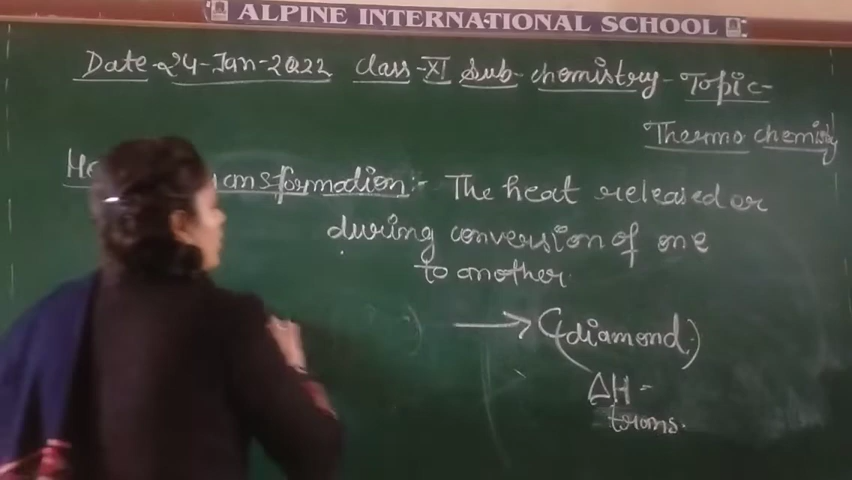 ALPINE INTERNATIONAL SCHOOL
Date-24-Jan-2022 Class-XI Sub-chemistry-Topic-
Thermo chemistry
ansformation:- The heat released or
during conversion of one
to another.
→ C(diamond)
ΔH=
trans.